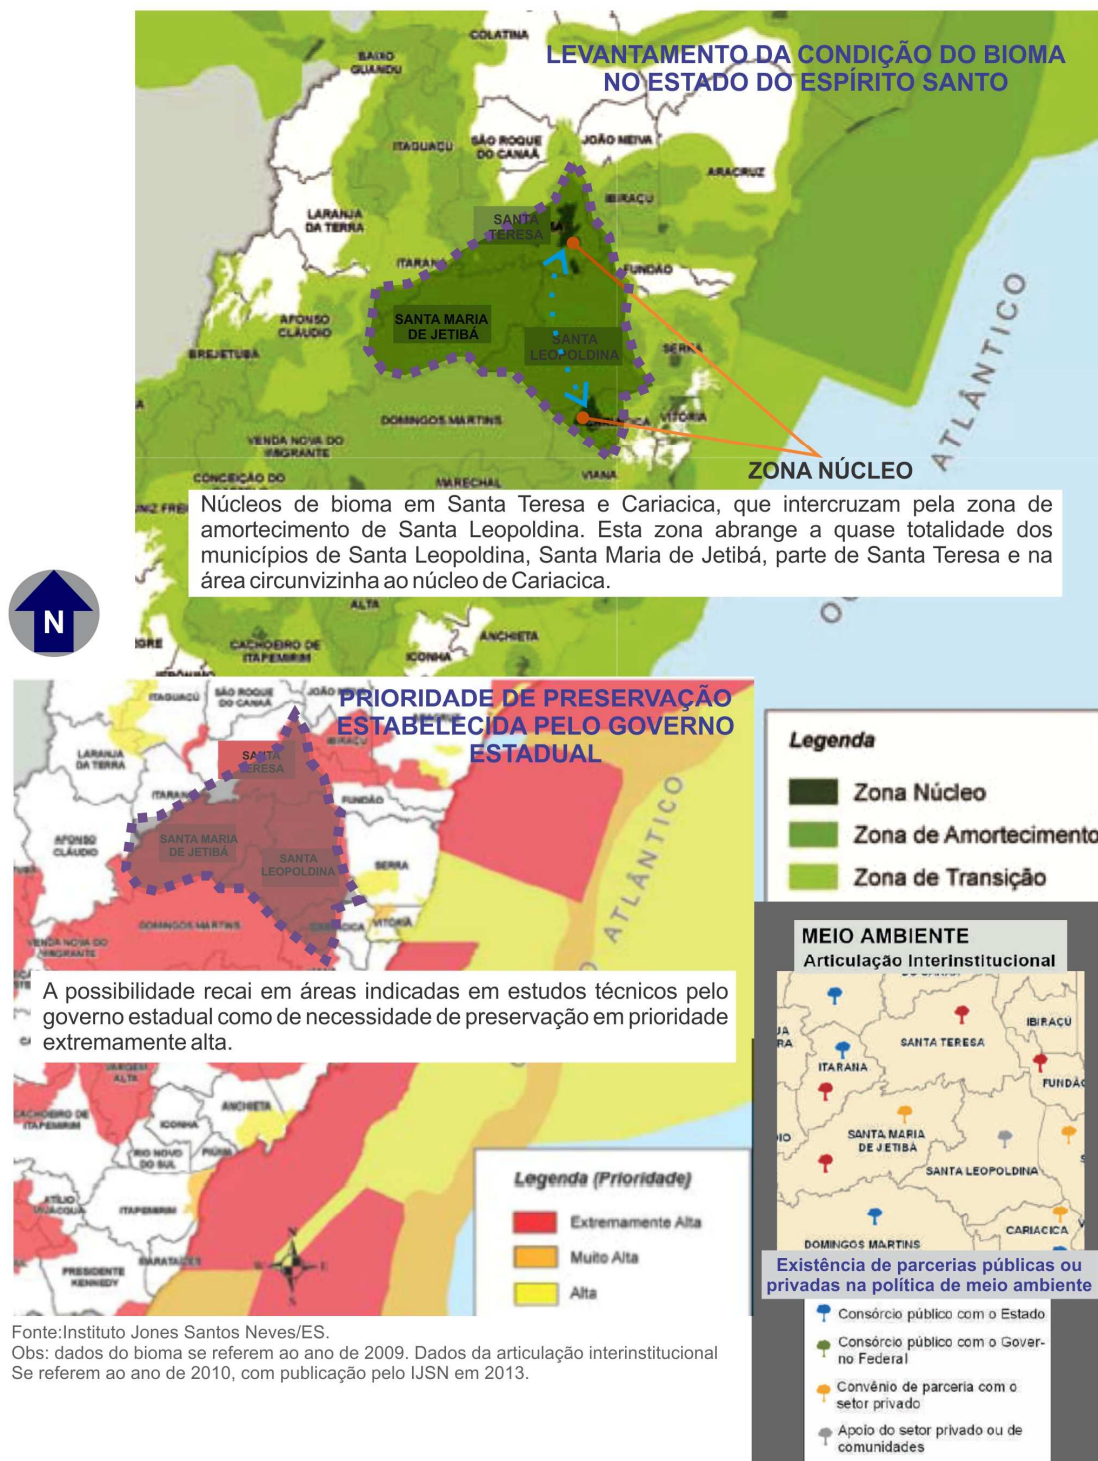 COLATINA
LEVANTAMENTO DA CONDIÇÃO DO BIOMA
NO ESTADO DO ESPÍRITO SANTO
BAIXO
GUANDU
ITAGUAÇU
SÃO ROQUE
DO CANAÃ
JOÃO NEIVA
ARACRUZ
IBIRAÇU
LARANJA
DA TERRA
SANTA
TERESA
ITARANA
FUNDÃO
AFONSO
CLÁUDIO
SANTA MARIA
DE JETIBÁ
SANTA
LEOPOLDINA
SERRA
BREJETUBA
DOMINGOS MARTINS
VITÓRIA
ATLÂNTICO
VENDA NOVA DO
IMIGRANTE
ZONA NÚCLEO
CONCEIÇÃO DO
MARECHAL
VIANA
Núcleos de bioma em Santa Teresa e Cariacica, que intercruzam pela zona de
amortecimento de Santa Leopoldina. Esta zona abrange a quase totalidade dos
municípios de Santa Leopoldina, Santa Maria de Jetibá, parte de Santa Teresa e na
área circunvizinha ao núcleo de Cariacica.
N
ALTA
CACHOEIRO DE
ITAPEMIRIM
ICONHA
ANCHIETA
PRIORIDADE DE PRESERVAÇÃO
ESTABELECIDA PELO GOVERNO
ESTADUAL
ITAGUAÇU
SÃO ROQUE
DO CANAÃ
IBIRAÇU
LARANJA
DA TERRA
SANTA
TERESA
ITARANA
FUNDÃO
AFONSO
CLÁUDIO
SANTA MARIA
DE JETIBÁ
SANTA
LEOPOLDINA
SERRA
DOMINGOS MARTINS
CARIACICA
VITÓRIA
ATLÂNTICO
VENDA NOVA DO
IMIGRANTE
A possibilidade recai em áreas indicadas em estudos técnicos pelo
governo estadual como de necessidade de preservação em prioridade
extremamente alta.
VARGEM
ALTA
CACHOEIRO DE
ITAPEMIRIM
ICONHA
ANCHIETA
RIO NOVO
DO SUL
PIÚMA
ATÍLIO
VIVACQUA
ITAPEMIRIM
MARATAÍZES
PRESIDENTE
KENNEDY
N
W E
S
Legenda (Prioridade)
Extremamente Alta
Muito Alta
Alta
Legenda
Zona Núcleo
Zona de Amortecimento
Zona de Transição
MEIO AMBIENTE
Articulação Interinstitucional
IBIRAÇÚ
SANTA TERESA
ITARANA
SANTA MARIA
DE JETIBÁ
SANTA LEOPOLDINA
CARIACICA
DOMINGOS MARTINS
Existência de parcerias públicas ou
privadas na política de meio ambiente
Consórcio público com o Estado
Consórcio público com o Gover-
no Federal
Convênio de parceria com o
setor privado
Apoio do setor privado ou de
comunidades
Fonte:Instituto Jones Santos Neves/ES.
Obs: dados do bioma se referem ao ano de 2009. Dados da articulação interinstitucional
Se referem ao ano de 2010, com publicação pelo IJSN em 2013.